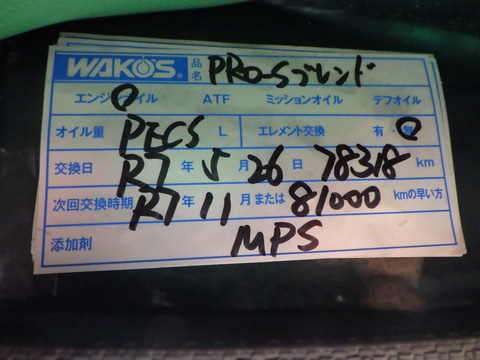 WAKO'S® 品名 PRO-Sブレンド
エンジンオイル ATF ミッションオイル デフオイル
オイル量 PECS L エレメント交換 有 無
交換日 R7 年 5 月 26 日 78318 km
次回交換時期 R7 11 月または 81000 kmの早い方
添加剤 MPS